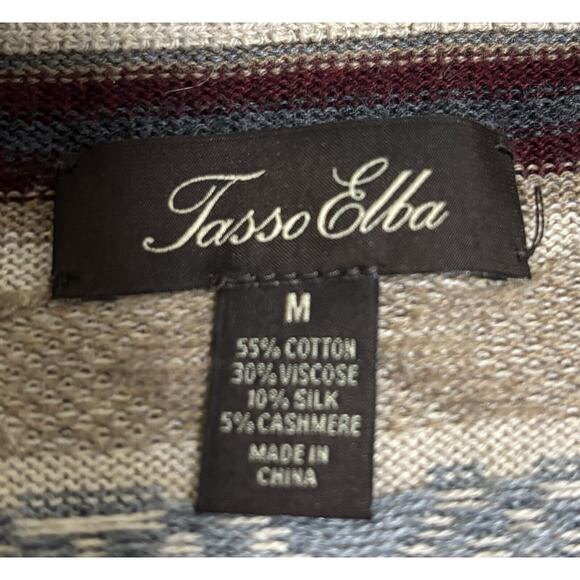 Tasso Elba
M
55% COTTON
30% VISCOSE
10% SILK
5% CASHMERE
MADE IN
CHINA